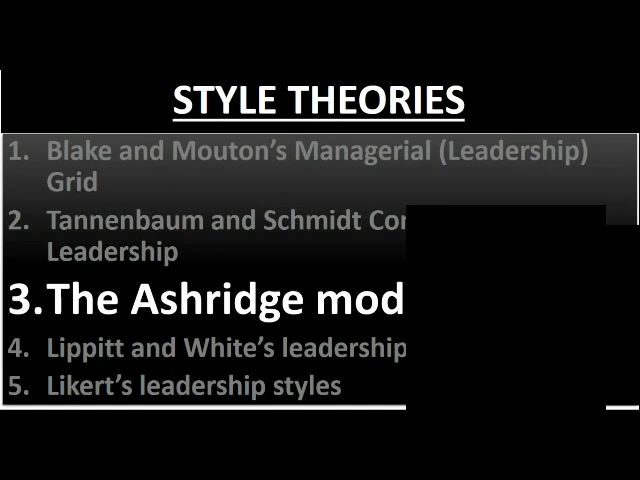 STYLE THEORIES
1. Blake and Mouton’s Managerial (Leadership)
Grid
2. Tannenbaum and Schmidt
Leadership
3. The Ashridge
4. Lippitt and White’s leadership
5. Likert’s leadership styles